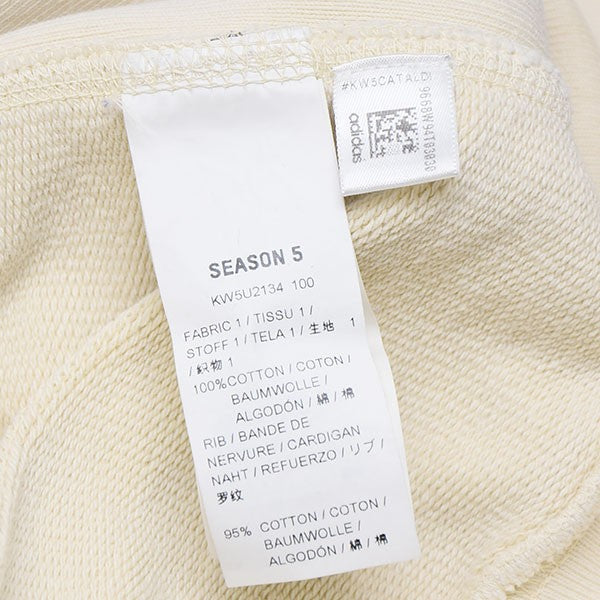 SEASON 5
KW5U2134 100
FABRIC 1 / TISSU 1 /
STOFF 1 / TELA 1 / 生地 1
/ 織物 1
100%COTTON / COTON /
BAUMWOLLE /
ALGODÓN / 綿 / 棉
RIB / BANDE DE
NERVURE / CARDIGAN
NAHT / REFUERZO / リブ /
罗纹
95% COTTON / COTON /
BAUMWOLLE /
ALGODÓN / 綿 / 棉
#KW5CATALDI
9668W94T03030
adidas